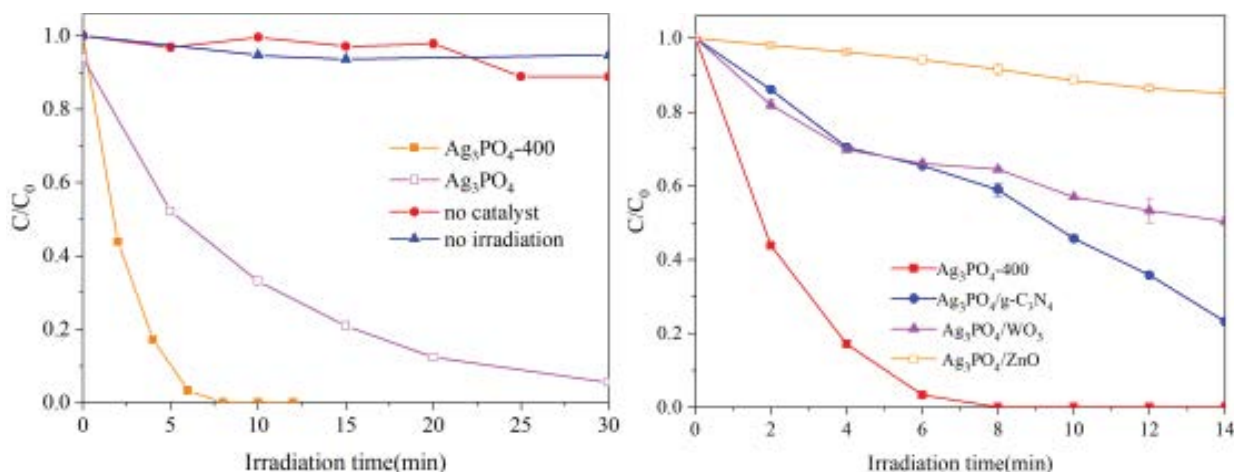 C/C₀
1.0
0.8
0.6
0.4
0.2
0.0
0
5
10
15
20
25
30
Irradiation time(min)
Ag₃PO₄-400
Ag₃PO₄
no catalyst
no irradiation
C/C₀
1.0
0.8
0.6
0.4
0.2
0.0
0
2
4
6
8
10
12
14
Irradiation time(min)
Ag₃PO₄-400
Ag₃PO₄/g-C₃N₄
Ag₃PO₄/WO₃
Ag₃PO₄/ZnO